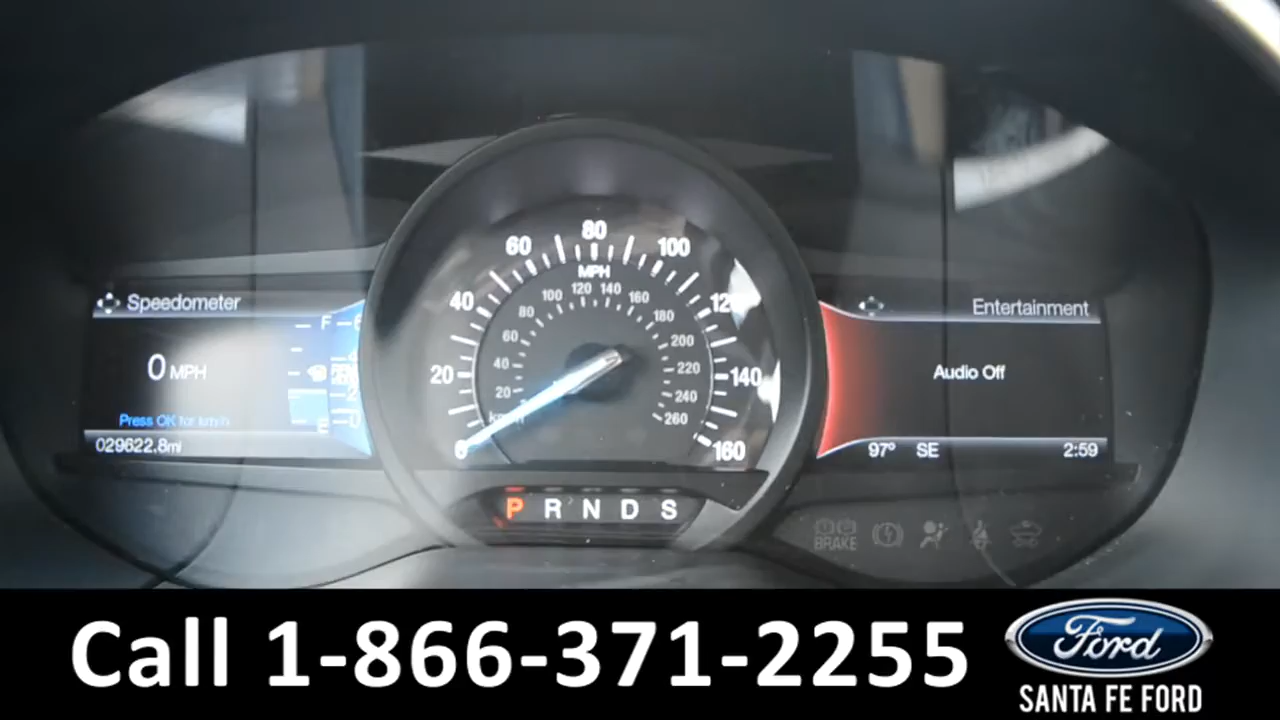 Speedometer
0 MPH
Press OK for km/h
029622.8mi
F
E
80
60
100
MPH
40
100 120 140 160
80
180
60
200
20
40
220
140
20
240
260
0
160
P R N D S
Entertainment
Audio Off
97° SE 2:59
BRAKE
Call 1-866-371-2255
Ford
SANTA FE FORD